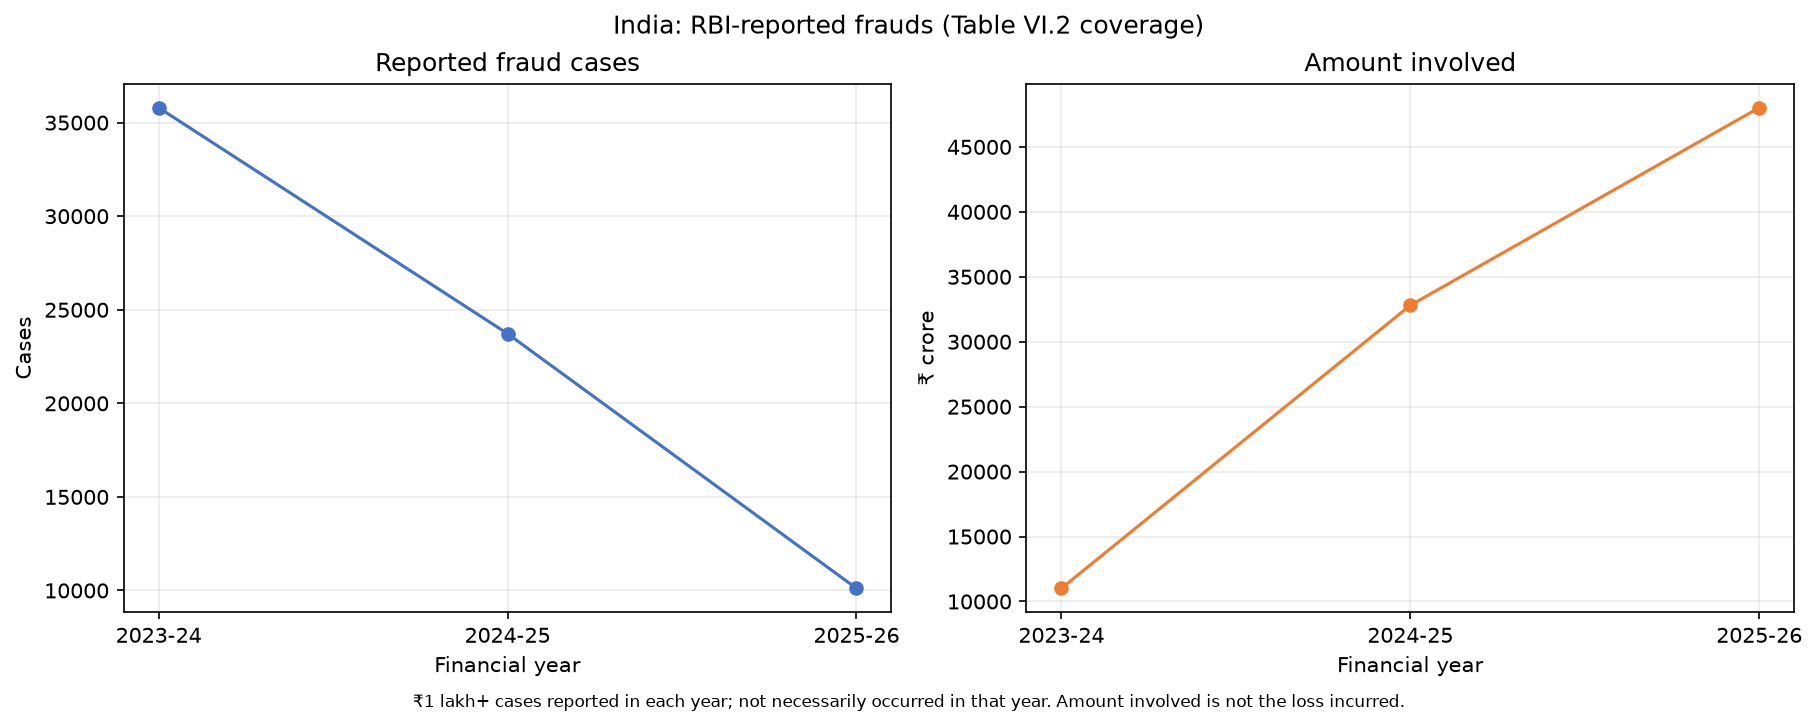 India: RBI-reported frauds (Table VI.2 coverage)
Reported fraud cases
Cases
35000
30000
25000
20000
15000
10000
2023-24 2024-25 2025-26
Financial year
Amount involved
₹ crore
45000
40000
35000
30000
25000
20000
15000
10000
2023-24 2024-25 2025-26
Financial year
₹1 lakh+ cases reported in each year; not necessarily occurred in that year. Amount involved is not the loss incurred.